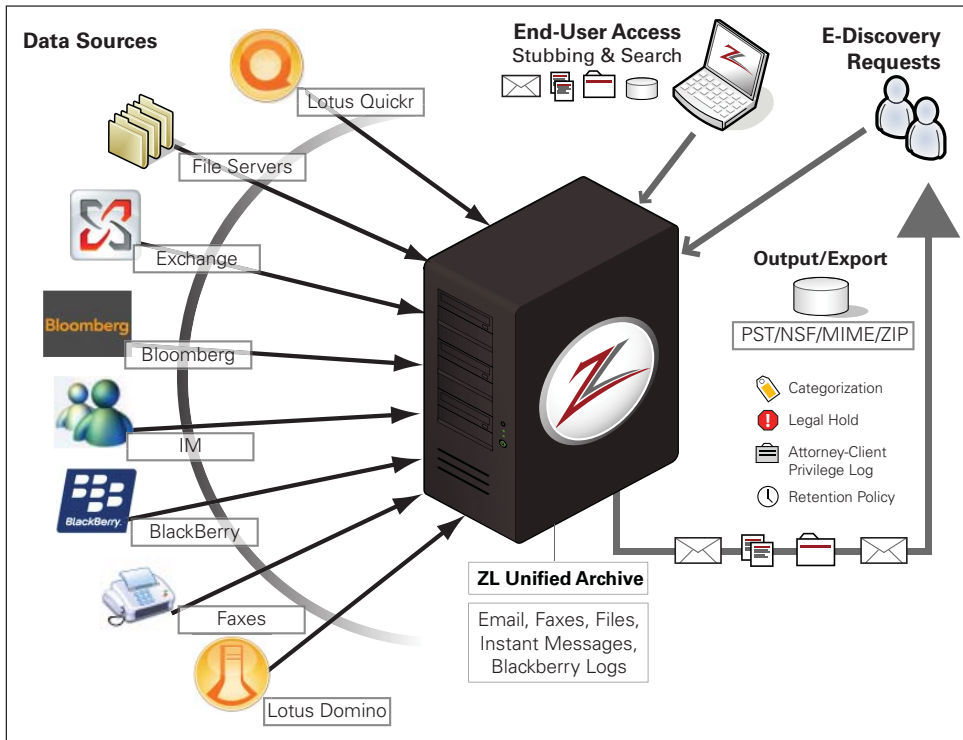 Data Sources
Lotus Quickr
File Servers
Exchange
Bloomberg
Bloomberg
IM
BlackBerry.
BlackBerry
Faxes
Lotus Domino
End-User Access
Stubbing & Search
E-Discovery
Requests
Output/Export
PST/NSF/MIME/ZIP
Categorization
Legal Hold
Attorney-Client
Privilege Log
Retention Policy
ZL Unified Archive
Email, Faxes, Files,
Instant Messages,
Blackberry Logs